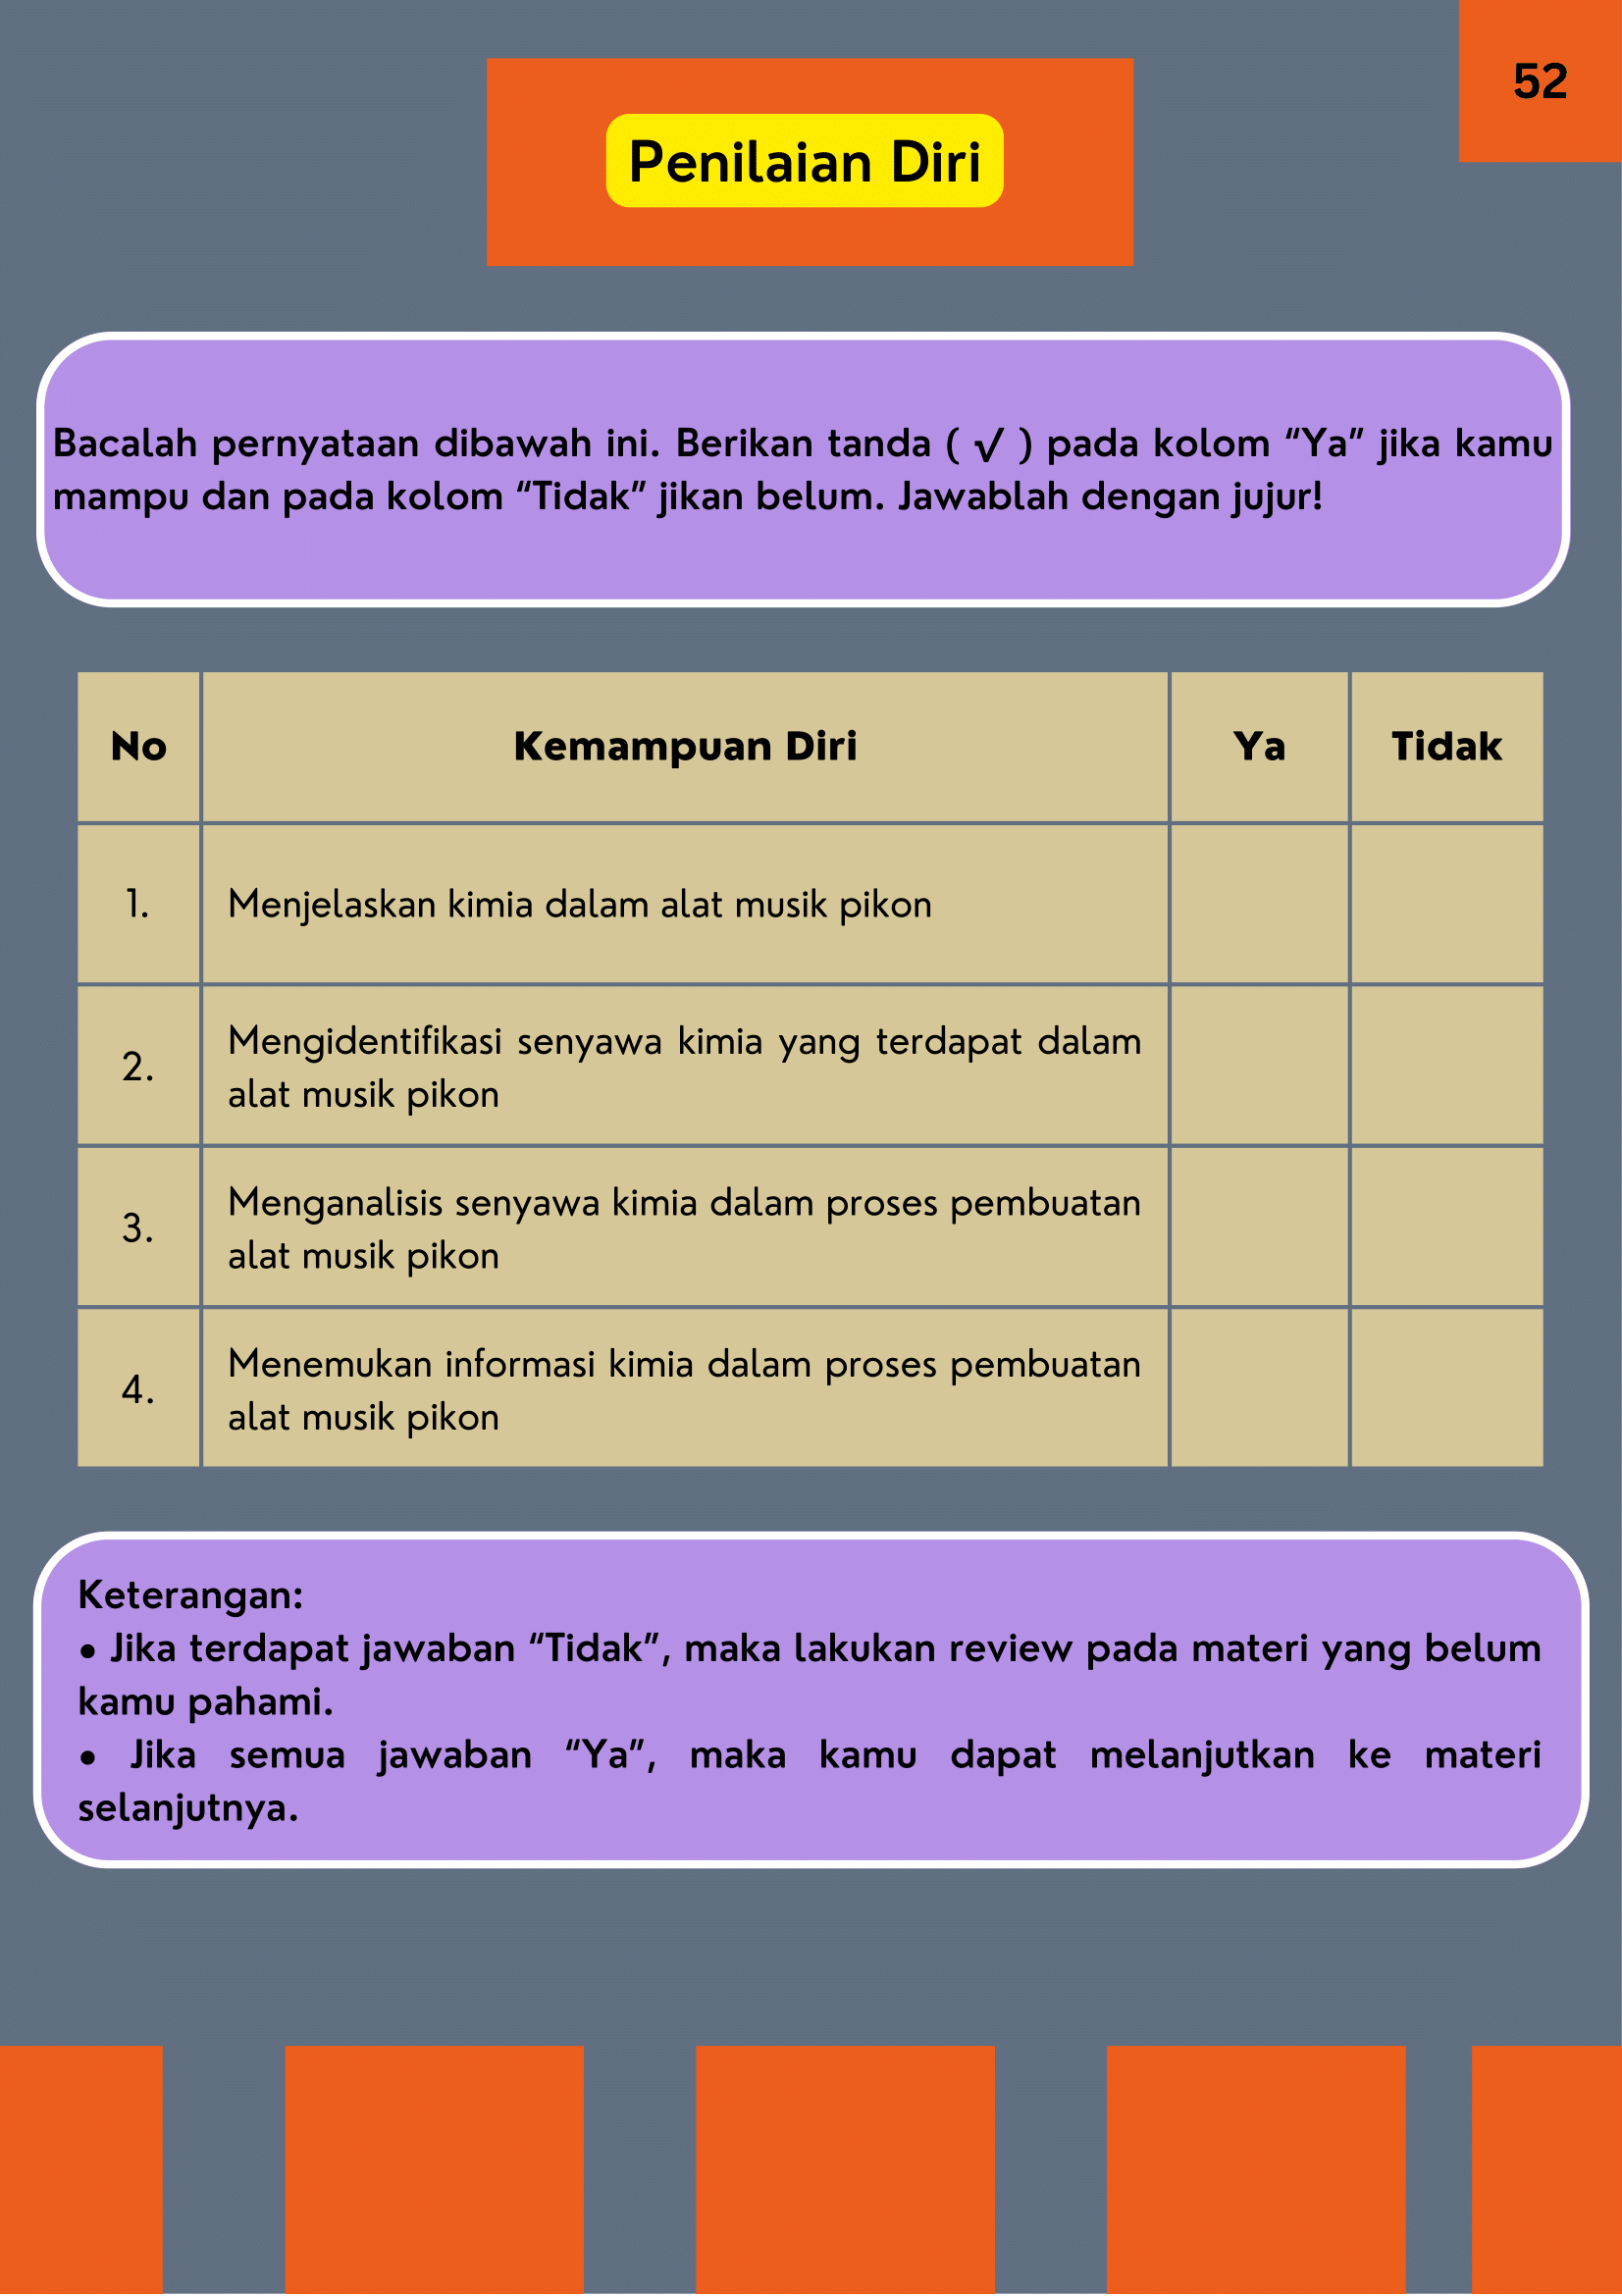 52
Penilaian Diri
Bacalah pernyataan dibawah ini. Berikan tanda ( ✓ ) pada kolom “Ya” jika kamu
mampu dan pada kolom “Tidak” jikan belum. Jawablah dengan jujur!
No Kemampuan Diri Ya Tidak
1. Menjelaskan kimia dalam alat musik pikon
2. Mengidentifikasi senyawa kimia yang terdapat dalam
alat musik pikon
3. Menganalisis senyawa kimia dalam proses pembuatan
alat musik pikon
4. Menemukan informasi kimia dalam proses pembuatan
alat musik pikon
Keterangan:
• Jika terdapat jawaban “Tidak”, maka lakukan review pada materi yang belum
kamu pahami.
• Jika semua jawaban “Ya”, maka kamu dapat melanjutkan ke materi
selanjutnya.